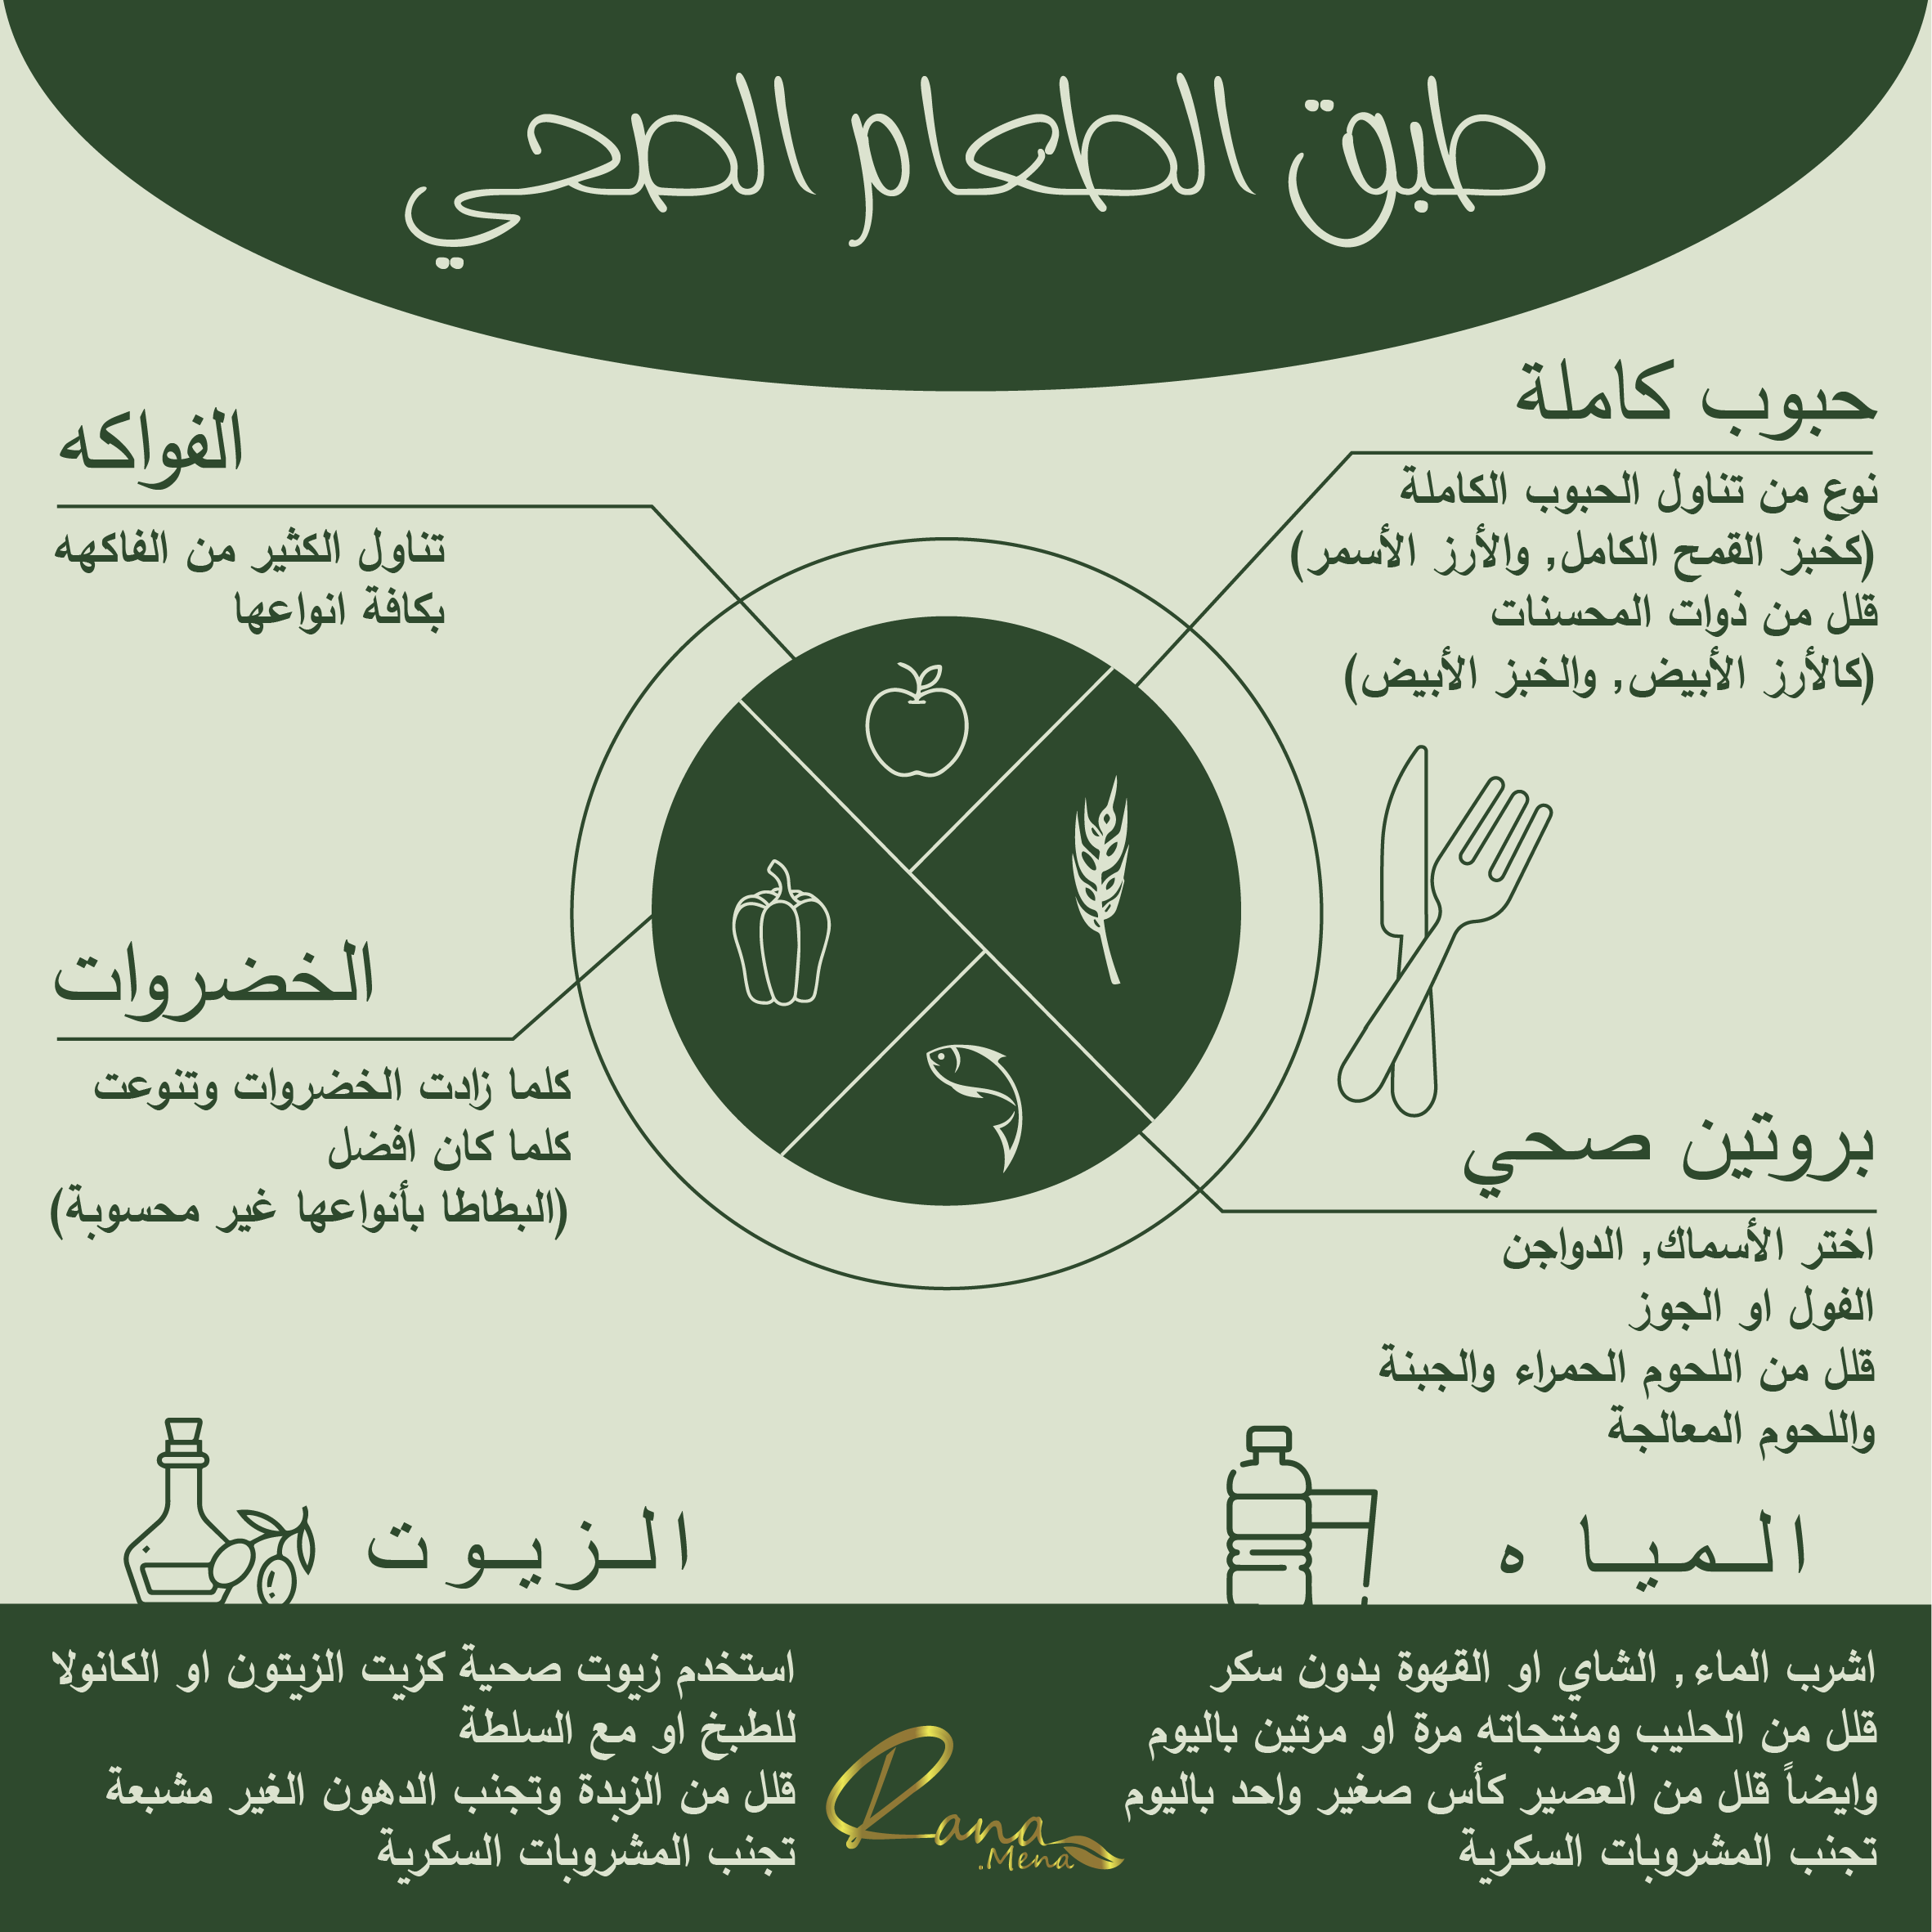 طبق الطعام الصحي
حبوب كاملة
نوع من تناول الحبوب الكاملة
(كخبز القمح الكامل, والأرز الأسمر)
قلل من ذوات المحسنات
(كالأرز الأبيض, والخبز الأبيض)
الفواكه
تناول الكثير من الفاكهه
بكافة انواعها
الخضروات
كلما زادت الخضروات وتنوعت
كلما كان افضل
(البطاطا بأنواعها غير محسوبة)
بروتين صحي
اختر الأسماك, الدواجن
الفول او الجوز
قلل من اللحوم الحمراء والجبنة
واللحوم المعالجة
المياه
اشرب الماء, الشاي او القهوة بدون سكر
قلل من الحليب ومنتجاته مرة او مرتين باليوم
وايضاً قلل من العصير كأس صغير واحد باليوم
تجنب المشروبات السكرية
الزيوت
استخدم زيوت صحية كزيت الزيتون او الكانولا
للطبخ او مع السلطة
قلل من الزبدة وتجنب الدهون الغير مشبعة
تجنب المشروبات السكرية
Rana
.Mena